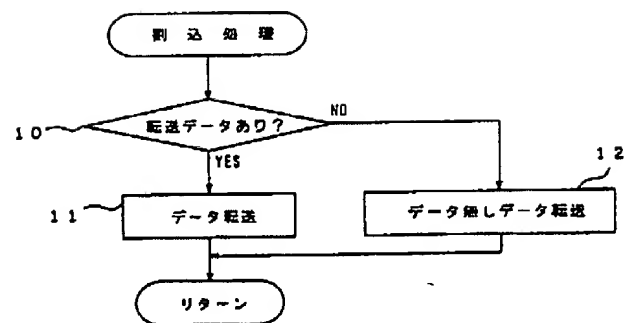 割込処理
NO
10
転送データあり?
YES
12
11
データ転送
データ無しデータ転送
リターン